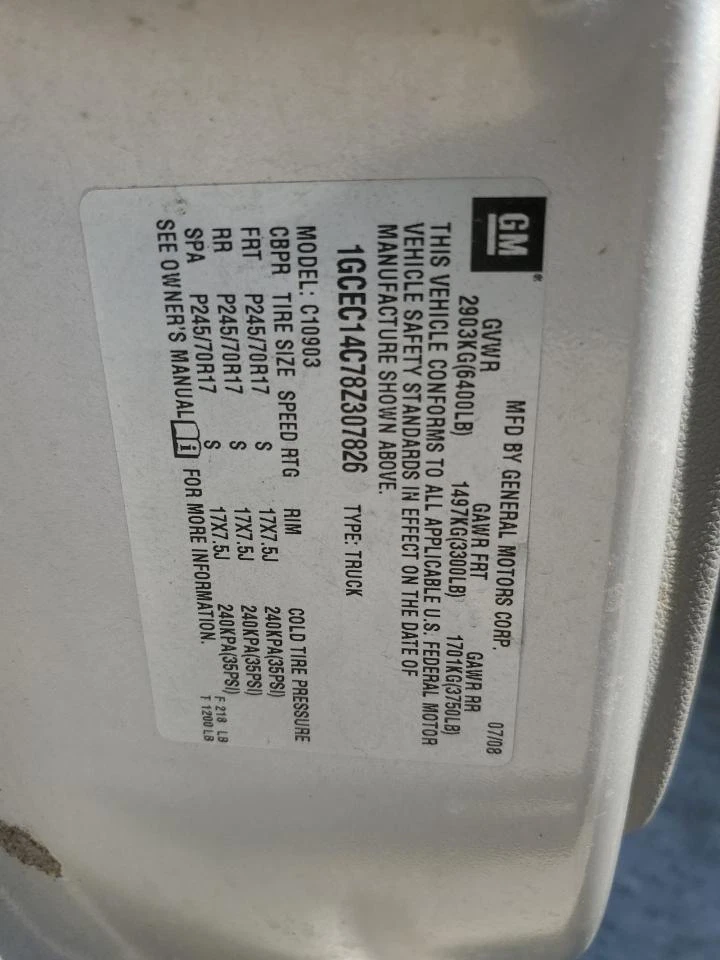 GM®
MFD BY GENERAL MOTORS CORP. 07/08
GVWR GAWR FRT GAWR RR
2903KG(6400LB) 1497KG(3300LB) 1701KG(3750LB)
THIS VEHICLE CONFORMS TO ALL APPLICABLE U.S. FEDERAL MOTOR
VEHICLE SAFETY STANDARDS IN EFFECT ON THE DATE OF
MANUFACTURE SHOWN ABOVE.
1GCEC14C78Z307826 TYPE: TRUCK
MODEL: C10903
CBPR TIRE SIZE SPEED RTG RIM COLD TIRE PRESSURE
FRT P245/70R17 S 17X7.5J 240KPA(35PSI)
RR P245/70R17 S 17X7.5J 240KPA(35PSI)
SPA P245/70R17 S 17X7.5J 240KPA(35PSI)
SEE OWNER'S MANUAL i FOR MORE INFORMATION.
F 218 LB
T 1200 LB